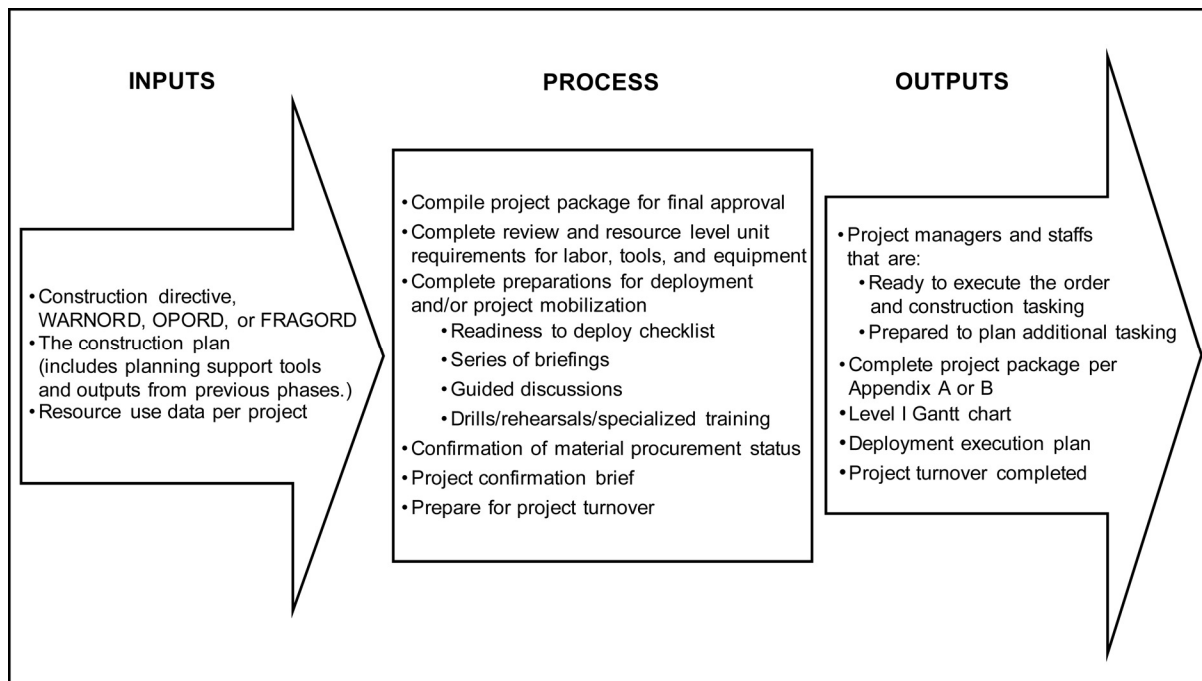 INPUTS
• Construction directive,
WARNORD, OPORD, or FRAGORD
• The construction plan
(includes planning support tools
and outputs from previous phases.)
• Resource use data per project
PROCESS
• Compile project package for final approval
• Complete review and resource level unit
requirements for labor, tools, and equipment
• Complete preparations for deployment
and/or project mobilization
• Readiness to deploy checklist
• Series of briefings
• Guided discussions
• Drills/rehearsals/specialized training
• Confirmation of material procurement status
• Project confirmation brief
• Prepare for project turnover
OUTPUTS
• Project managers and staffs
that are:
• Ready to execute the order
and construction tasking
• Prepared to plan additional tasking
• Complete project package per
Appendix A or B
• Level I Gantt chart
• Deployment execution plan
• Project turnover completed